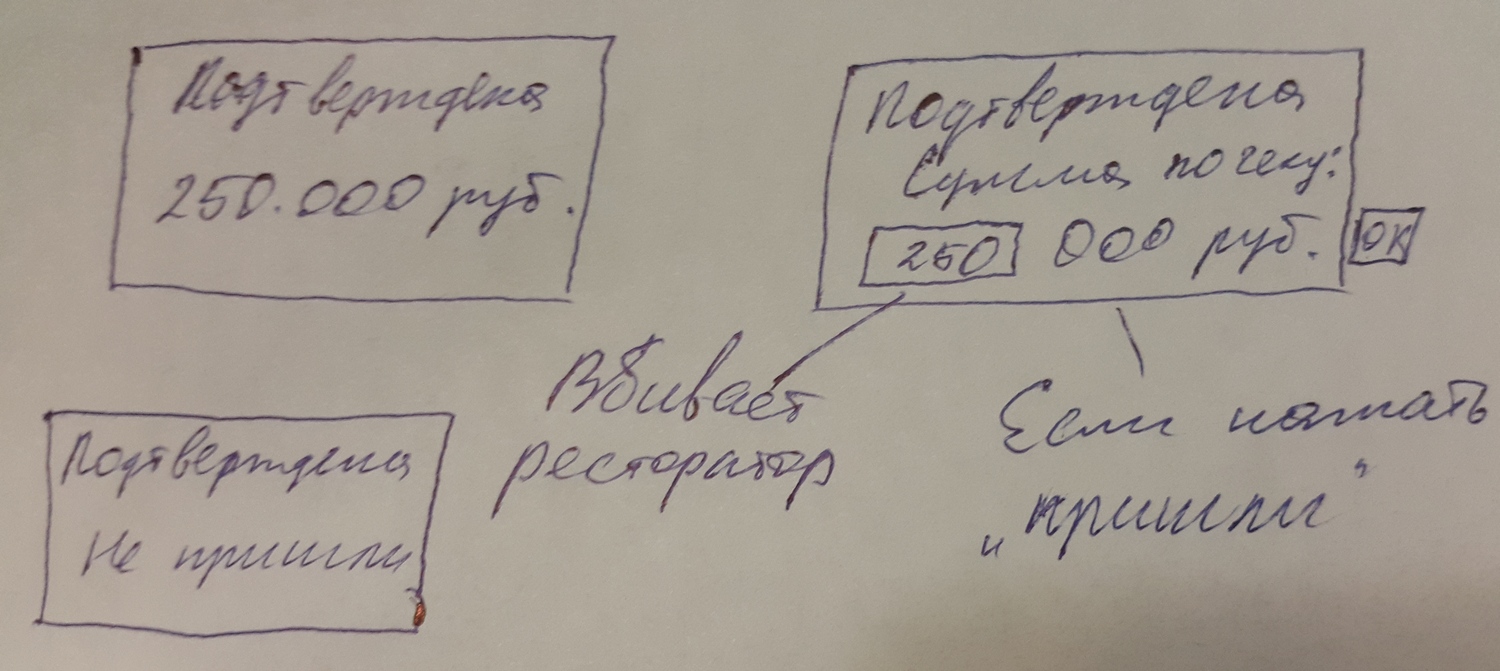 Подтверждена
250.000 руб.
Подтверждена
Сумма по чеку:
250 000 руб. ОК
Вбивает
ресторатор
Если нажать
„пришли“
Подтверждена
Не пришли